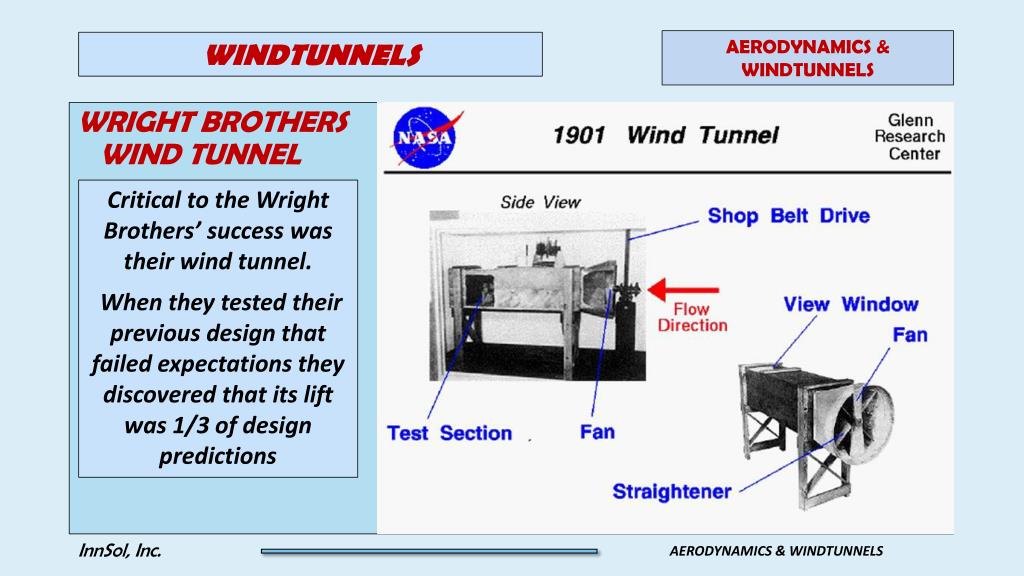 WINDTUNNELS
AERODYNAMICS &
WINDTUNNELS
WRIGHT BROTHERS
WIND TUNNEL
Critical to the Wright
Brothers’ success was
their wind tunnel.
When they tested their
previous design that
failed expectations they
discovered that its lift
was 1/3 of design
predictions
NASA
1901 Wind Tunnel
Glenn
Research
Center
Side View
Shop Belt Drive
Flow
Direction
View Window
Fan
Test Section
Fan
Straightener
InnSol, Inc.
AERODYNAMICS & WINDTUNNELS